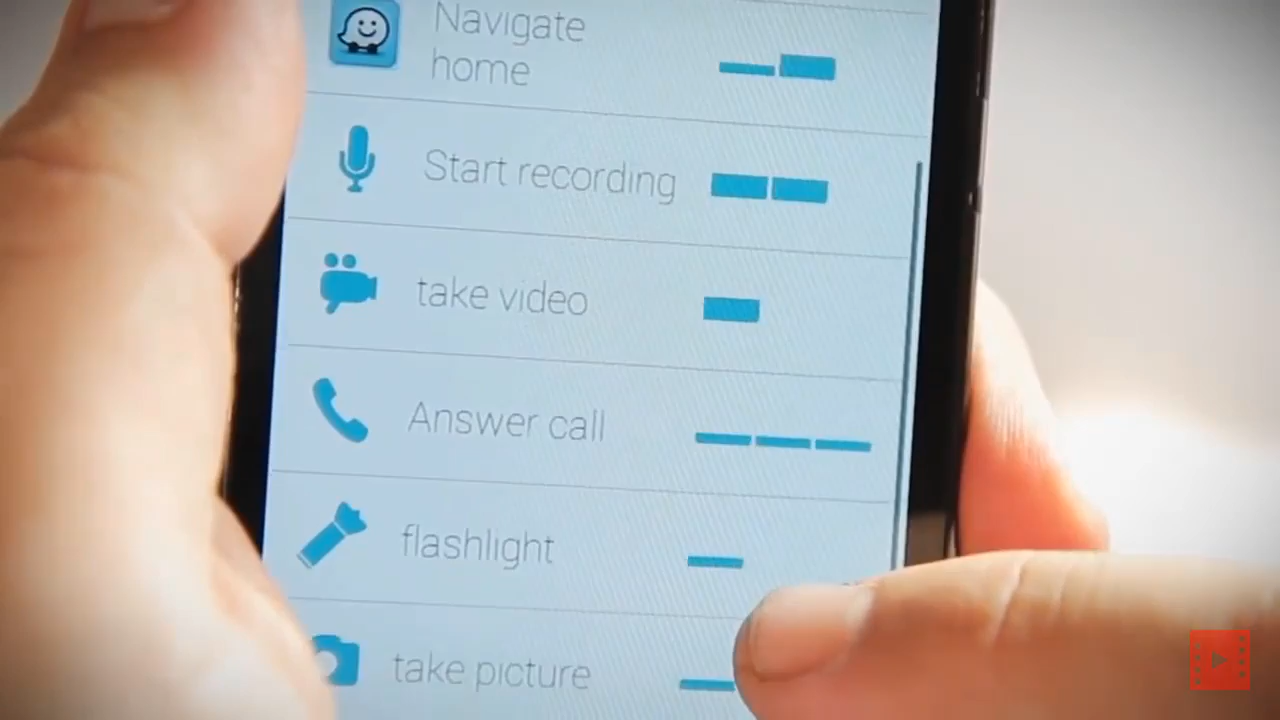 Navigate
home
Start recording
take video
Answer call
flashlight
take picture